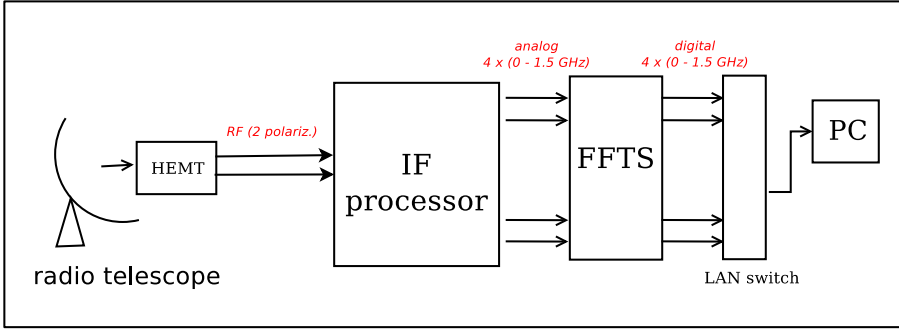 analog
4 x (0 - 1.5 GHz)
digital
4 x (0 - 1.5 GHz)
RF (2 polariz.)
HEMT
IF
processor
FFTS
PC
radio telescope
LAN switch